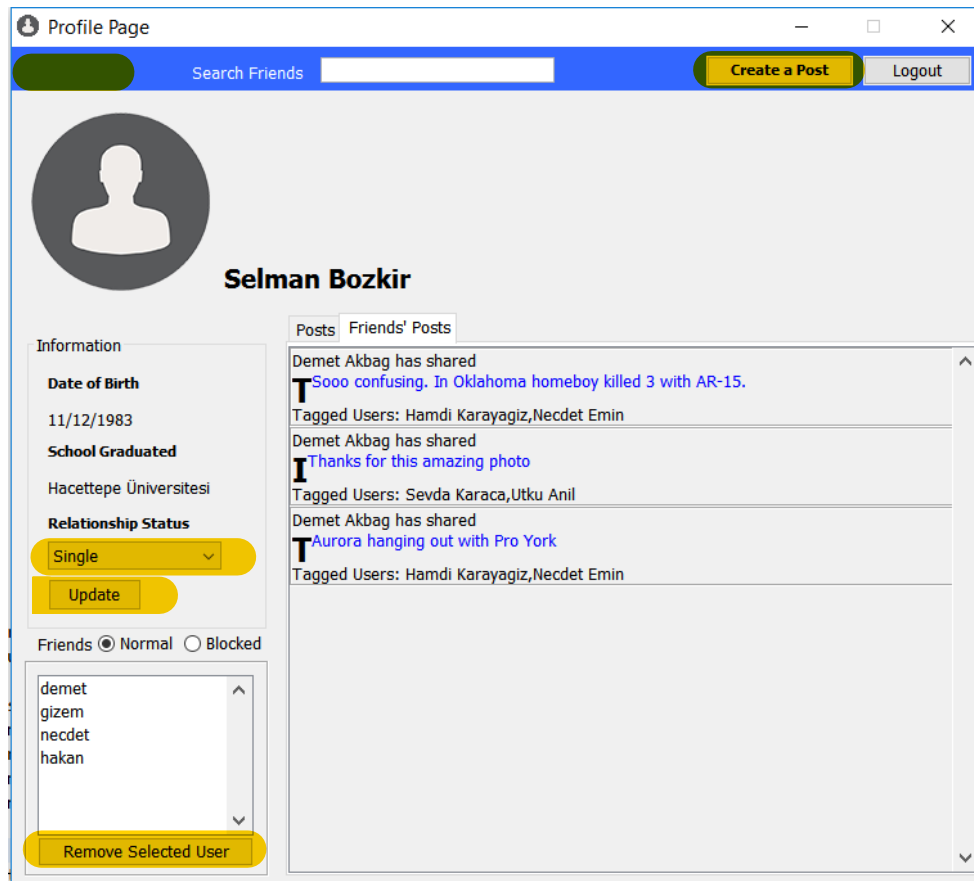 Profile Page
Search Friends
Create a Post
Logout
Selman Bozkir
Information
Date of Birth
11/12/1983
School Graduated
Hacettepe Üniversitesi
Relationship Status
Single
Update
Friends Normal Blocked
demet
gizem
necdet
hakan
Remove Selected User
Posts Friends' Posts
Demet Akbag has shared
T Sooo confusing. In Oklahoma homeboy killed 3 with AR-15.
Tagged Users: Hamdi Karayagiz,Necdet Emin
Demet Akbag has shared
I Thanks for this amazing photo
Tagged Users: Sevda Karaca,Utku Anil
Demet Akbag has shared
T Aurora hanging out with Pro York
Tagged Users: Hamdi Karayagiz,Necdet Emin